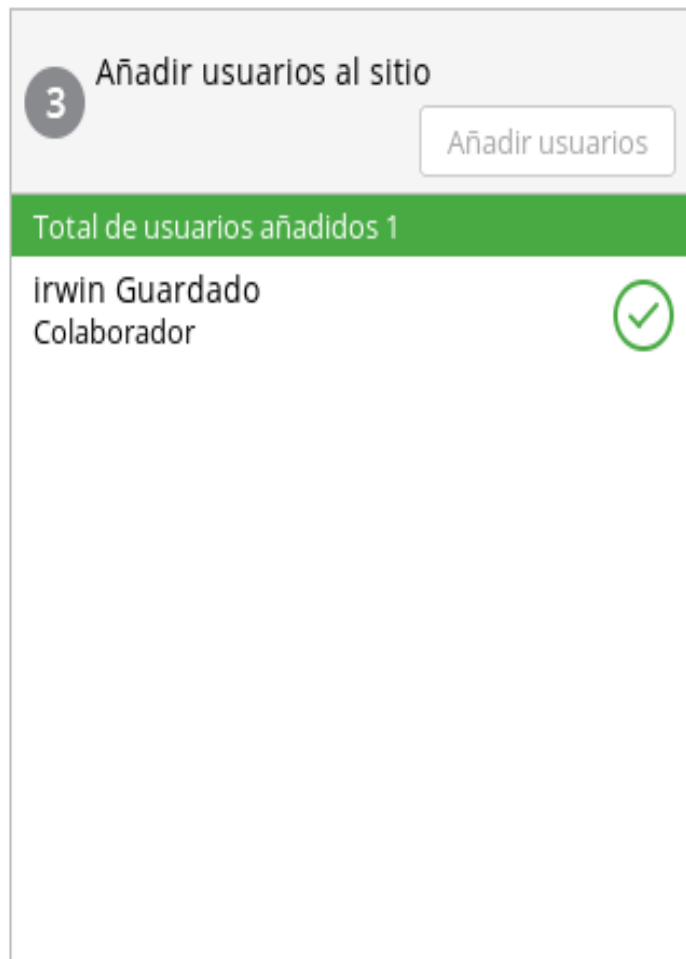 3
Añadir usuarios al sitio
Añadir usuarios
Total de usuarios añadidos 1
irwin Guardado
Colaborador